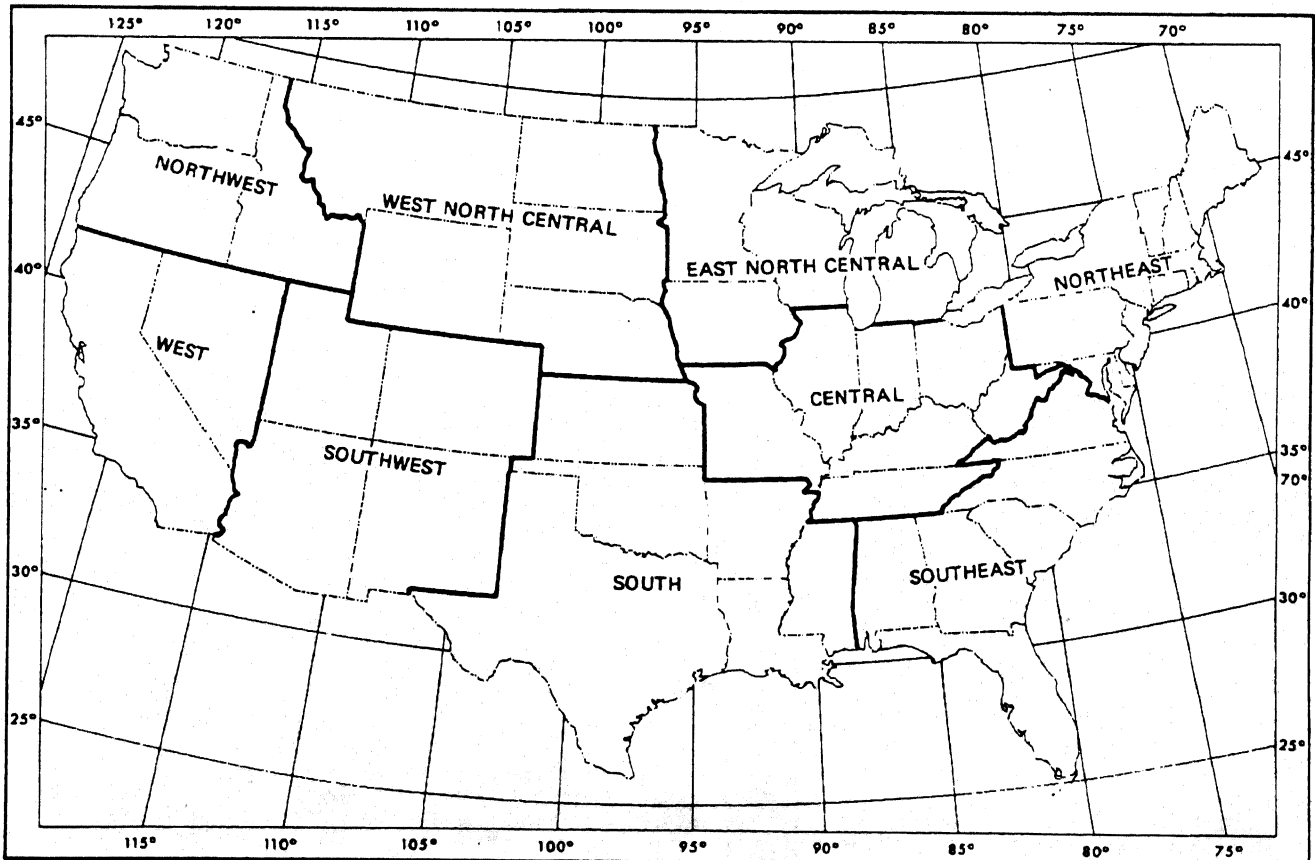 125° 120° 115° 110° 105° 100° 95° 90° 85° 80° 75° 70°
45° 45°
NORTHWEST
WEST NORTH CENTRAL
EAST NORTH CENTRAL
NORTHEAST
40° 40°
WEST
CENTRAL
35° 35°
SOUTHWEST
70°
SOUTH
SOUTHEAST
30° 30°
25° 25°
115° 110° 105° 100° 95° 90° 85° 80° 75°